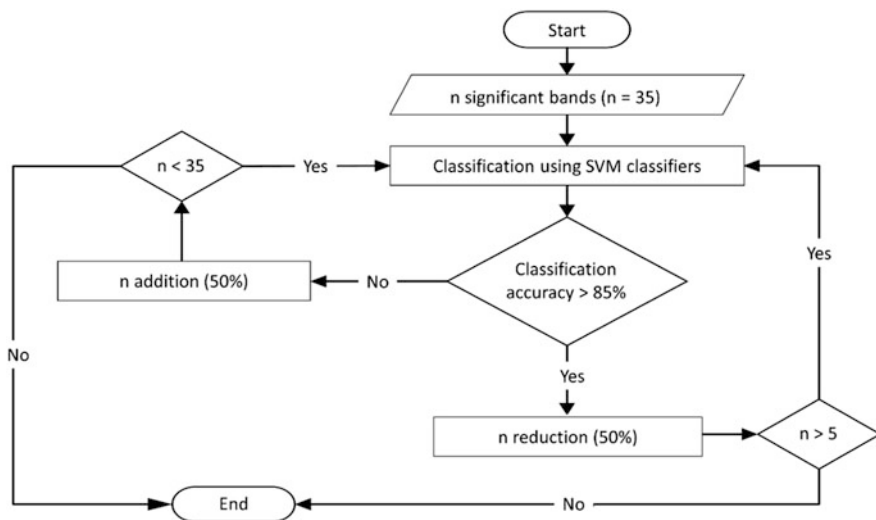 Start
n significant bands (n = 35)
n < 35
Yes
Classification using SVM classifiers
Yes
n addition (50%)
No
Classification
accuracy > 85%
No
Yes
n reduction (50%)
n > 5
End
No